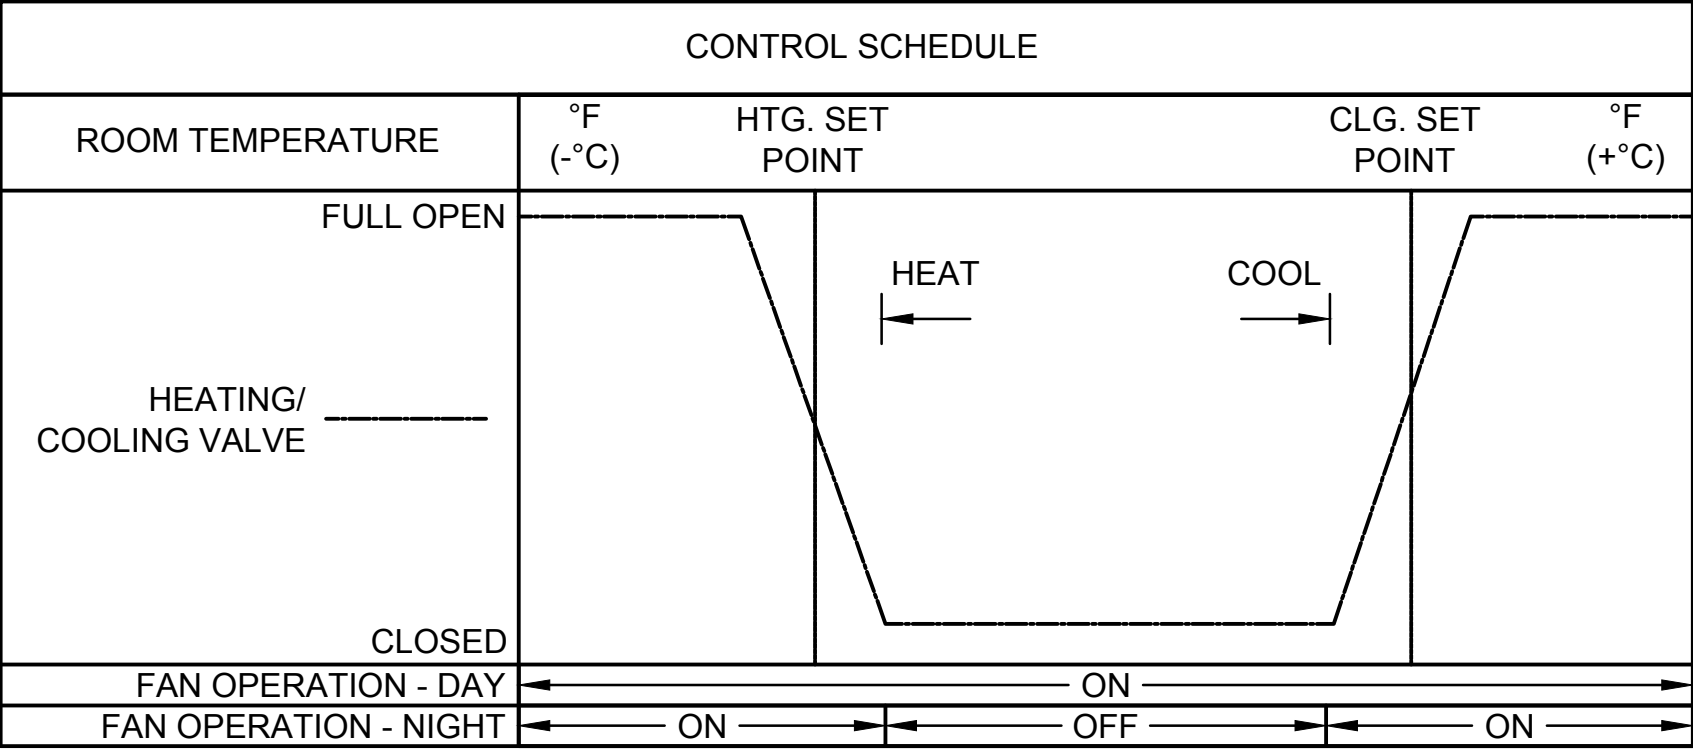 CONTROL SCHEDULE
ROOM TEMPERATURE
°F
(-°C)
HTG. SET
POINT
CLG. SET
POINT
°F
(+°C)
FULL OPEN
HEAT
COOL
HEATING/
COOLING VALVE
CLOSED
FAN OPERATION - DAY
ON
FAN OPERATION - NIGHT
ON
OFF
ON